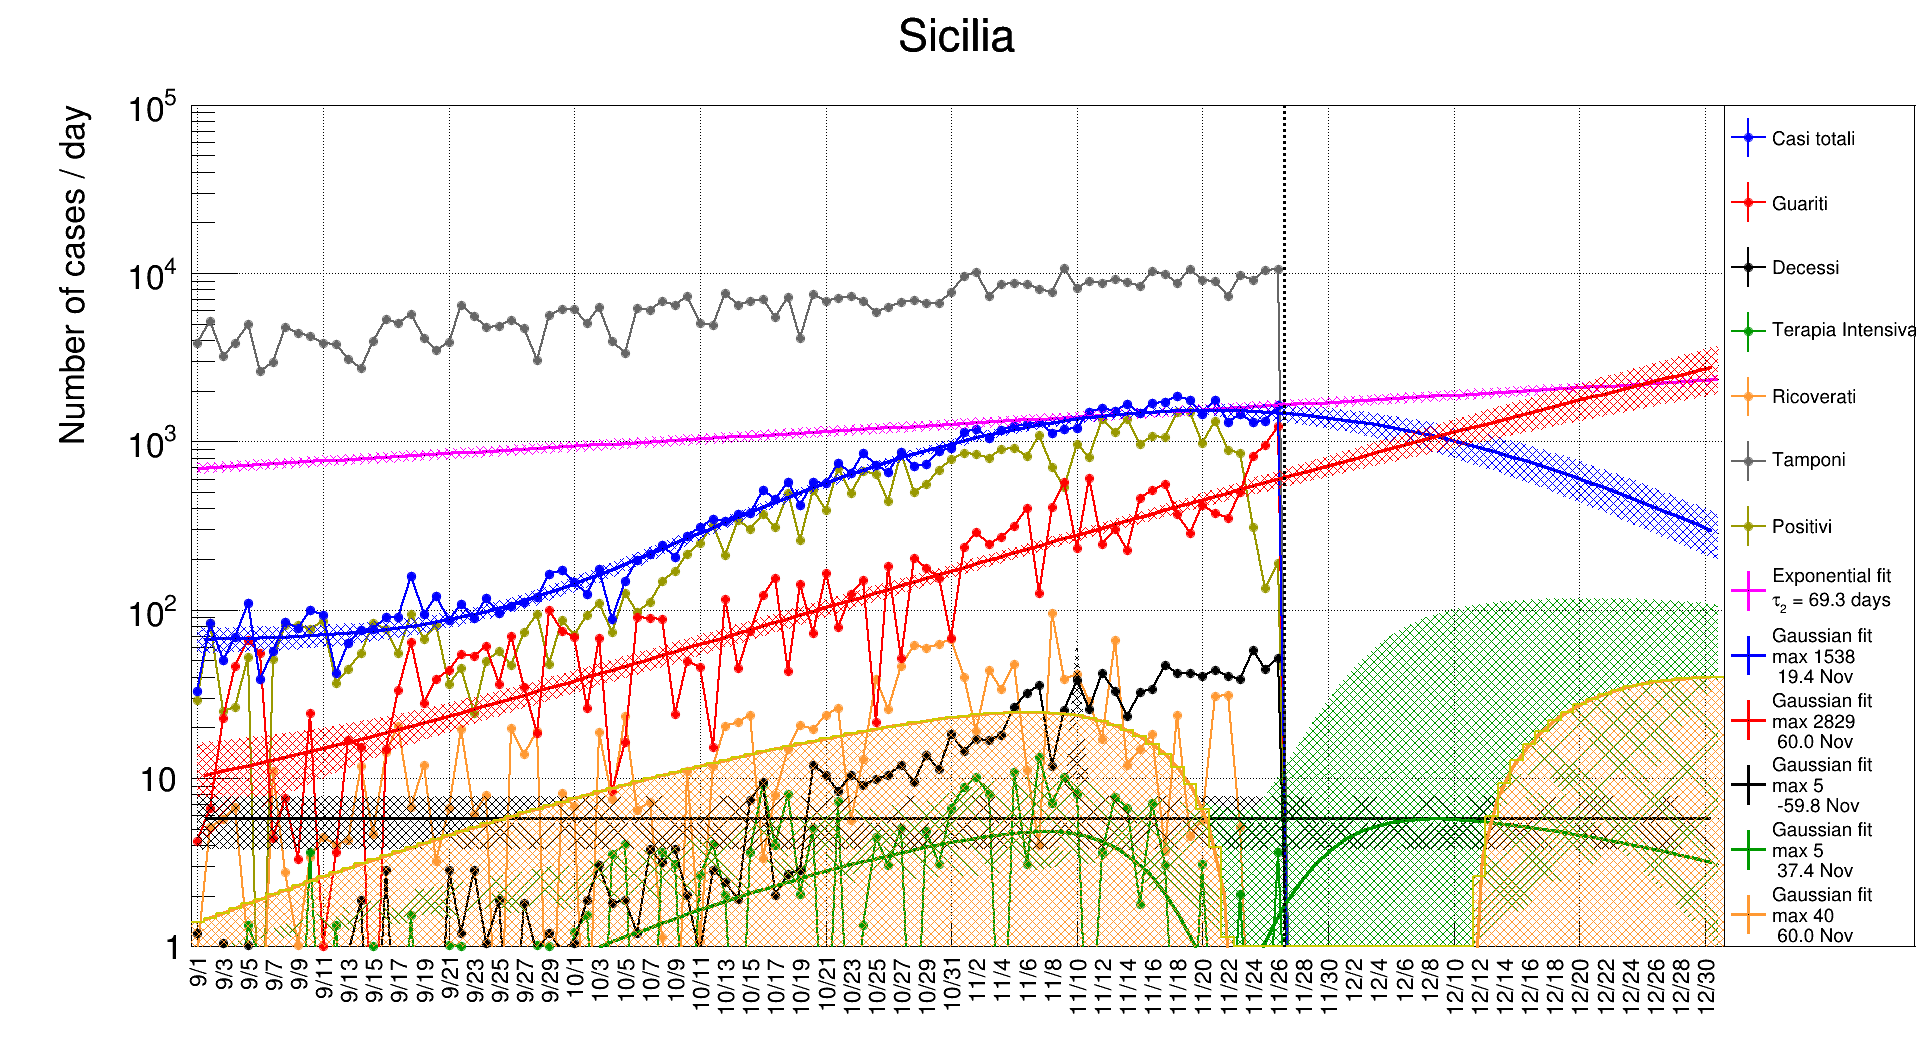 Sicilia
Number of cases / day
10⁵
10⁴
10³
10²
10
1
9/1
9/3
9/5
9/7
9/9
9/11
9/13
9/15
9/17
9/19
9/21
9/23
9/25
9/27
9/29
10/1
10/3
10/5
10/7
10/9
10/11
10/13
10/15
10/17
10/19
10/21
10/23
10/25
10/27
10/29
10/31
11/2
11/4
11/6
11/8
11/10
11/12
11/14
11/16
11/18
11/20
11/22
11/24
11/26
11/28
11/30
12/2
12/4
12/6
12/8
12/10
12/12
12/14
12/16
12/18
12/20
12/22
12/24
12/26
12/28
12/30
Casi totali
Guariti
Decessi
Terapia Intensiva
Ricoverati
Tamponi
Positivi
Exponential fit
τ₂ = 69.3 days
Gaussian fit
max 1538
19.4 Nov
Gaussian fit
max 2829
60.0 Nov
Gaussian fit
max 5
-59.8 Nov
Gaussian fit
max 5
37.4 Nov
Gaussian fit
max 40
60.0 Nov